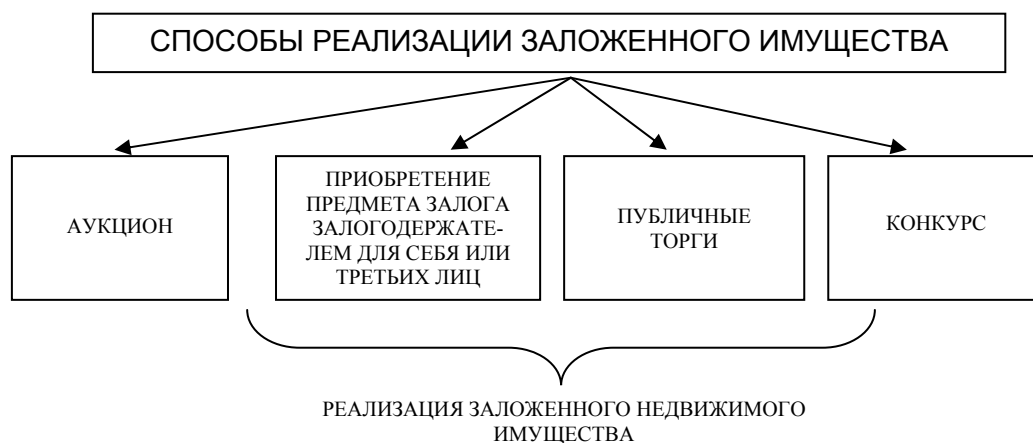 СПОСОБЫ РЕАЛИЗАЦИИ ЗАЛОЖЕННОГО ИМУЩЕСТВА
АУКЦИОН
ПРИОБРЕТЕНИЕ
ПРЕДМЕТА ЗАЛОГА
ЗАЛОГОДЕРЖАТЕ-
ЛЕМ ДЛЯ СЕБЯ ИЛИ
ТРЕТЬИХ ЛИЦ
ПУБЛИЧНЫЕ
ТОРГИ
КОНКУРС
РЕАЛИЗАЦИЯ ЗАЛОЖЕННОГО НЕДВИЖИМОГО
ИМУЩЕСТВА